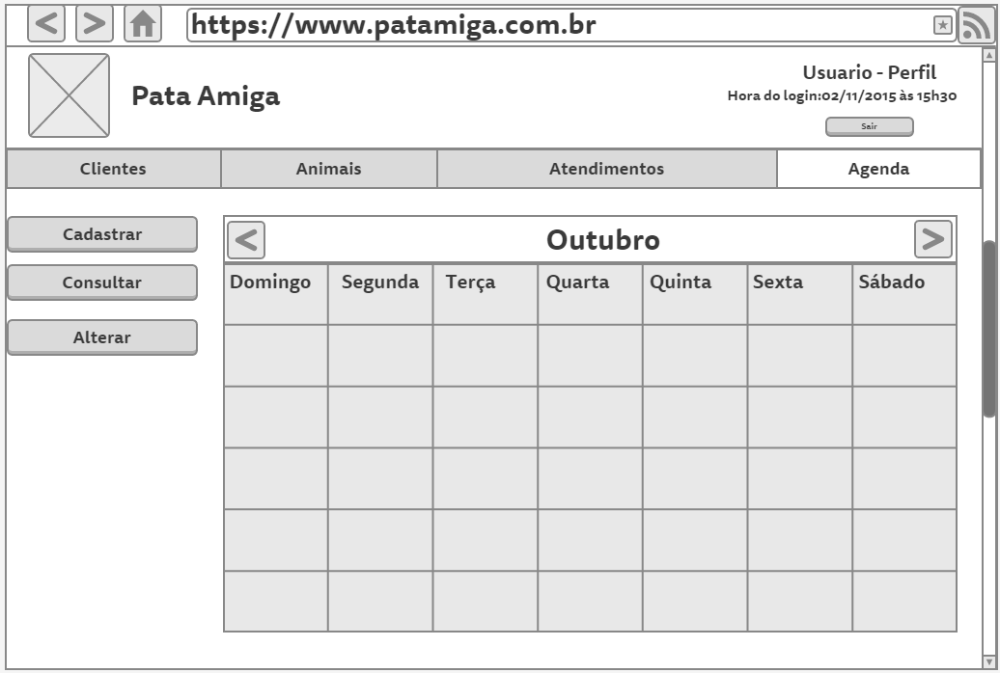 https://www.patamiga.com.br
Usuario - Perfil
Pata Amiga
Hora do login:02/11/2015 às 15h30
Sair
Clientes Animais Atendimentos Agenda
Cadastrar
Outubro
Consultar
Domingo Segunda Terça Quarta Quinta Sexta Sábado
Alterar